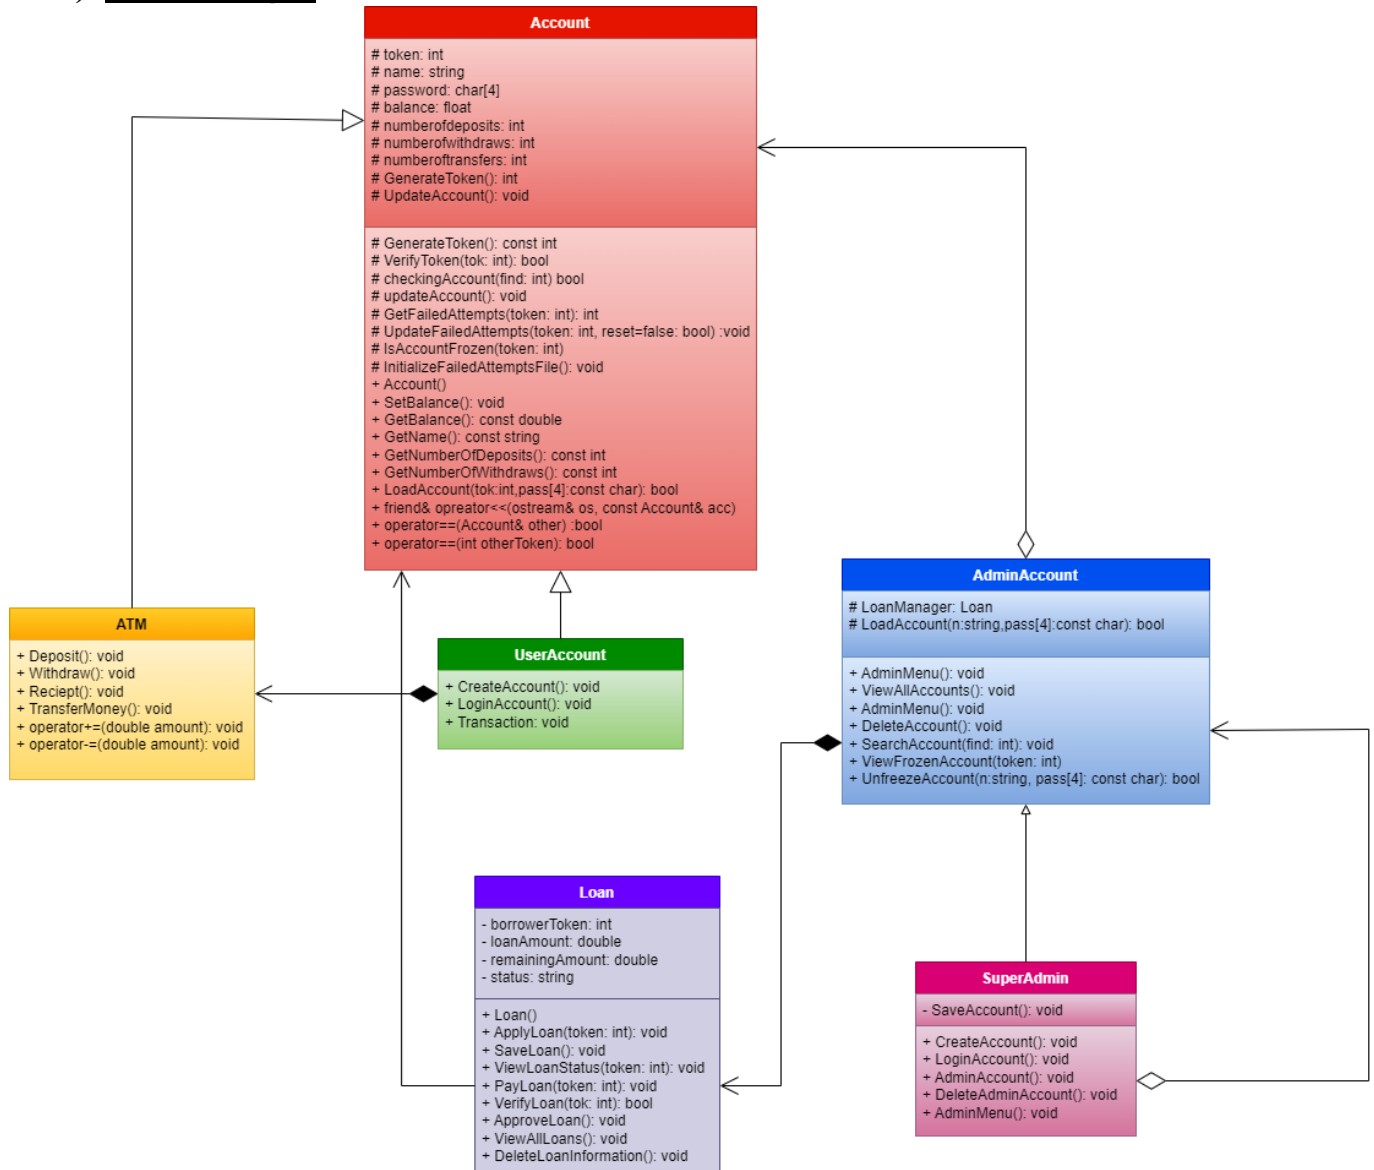 Account
# token: int
# name: string
# password: char[4]
# balance: float
# numberofdeposits: int
# numberofwithdraws: int
# numberoftransfers: int
# GenerateToken(): int
# UpdateAccount(): void
# GenerateToken(): const int
# VerifyToken(tok: int): bool
# checkingAccount(find: int) bool
# updateAccount(): void
# GetFailedAttempts(token: int): int
# UpdateFailedAttempts(token: int, reset=false: bool) :void
# IsAccountFrozen(token: int)
# InitializeFailedAttemptsFile(): void
+ Account()
+ SetBalance(): void
+ GetBalance(): const double
+ GetName(): const string
+ GetNumberOfDeposits(): const int
+ GetNumberOfWithdraws(): const int
+ LoadAccount(tok:int,pass[4]:const char): bool
+ friend& opreator<<(ostream& os, const Account& acc)
+ operator==(Account& other) :bool
+ operator==(int otherToken): bool
ATM
+ Deposit(): void
+ Withdraw(): void
+ Reciept(): void
+ TransferMoney(): void
+ operator+=(double amount): void
+ operator-=(double amount): void
UserAccount
+ CreateAccount(): void
+ LoginAccount(): void
+ Transaction: void
AdminAccount
# LoanManager: Loan
# LoadAccount(n:string,pass[4]:const char): bool
+ AdminMenu(): void
+ ViewAllAccounts(): void
+ AdminMenu(): void
+ DeleteAccount(): void
+ SearchAccount(find: int): void
+ ViewFrozenAccount(token: int)
+ UnfreezeAccount(n:string, pass[4]: const char): bool
Loan
- borrowerToken: int
- loanAmount: double
- remainingAmount: double
- status: string
+ Loan()
+ ApplyLoan(token: int): void
+ SaveLoan(): void
+ ViewLoanStatus(token: int): void
+ PayLoan(token: int): void
+ VerifyLoan(tok: int): bool
+ ApproveLoan(): void
+ ViewAllLoans(): void
+ DeleteLoanInformation(): void
SuperAdmin
- SaveAccount(): void
+ CreateAccount(): void
+ LoginAccount(): void
+ AdminAccount(): void
+ DeleteAdminAccount(): void
+ AdminMenu(): void